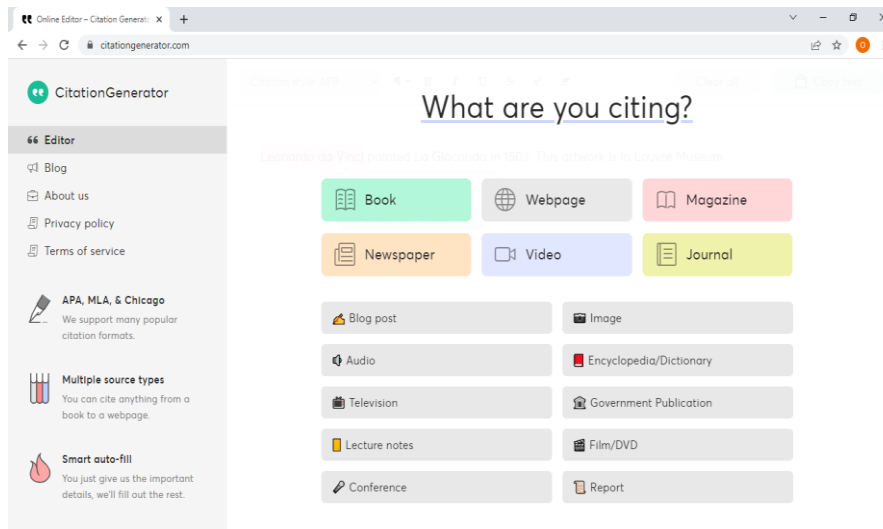 Online Editor – Citation Generat
citationgenerator.com
O
CitationGenerator
Editor
Blog
About us
Privacy policy
Terms of service
APA, MLA, & Chicago
We support many popular
citation formats.
Multiple source types
You can cite anything from a
book to a webpage.
Smart auto-fill
You just give us the important
details, we'll fill out the rest.
What are you citing?
Leonardo da Vinci painted La Gioconda in 1503. This artwork is in Louvre Museum
Book
Webpage
Magazine
Newspaper
Video
Journal
Blog post
Image
Audio
Encyclopedia/Dictionary
Television
Government Publication
Lecture notes
Film/DVD
Conference
Report